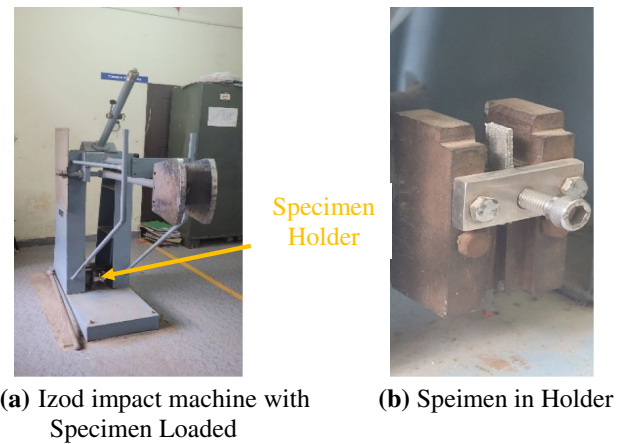 Specimen
Holder
(a) Izod impact machine with
Specimen Loaded
(b) Speimen in Holder